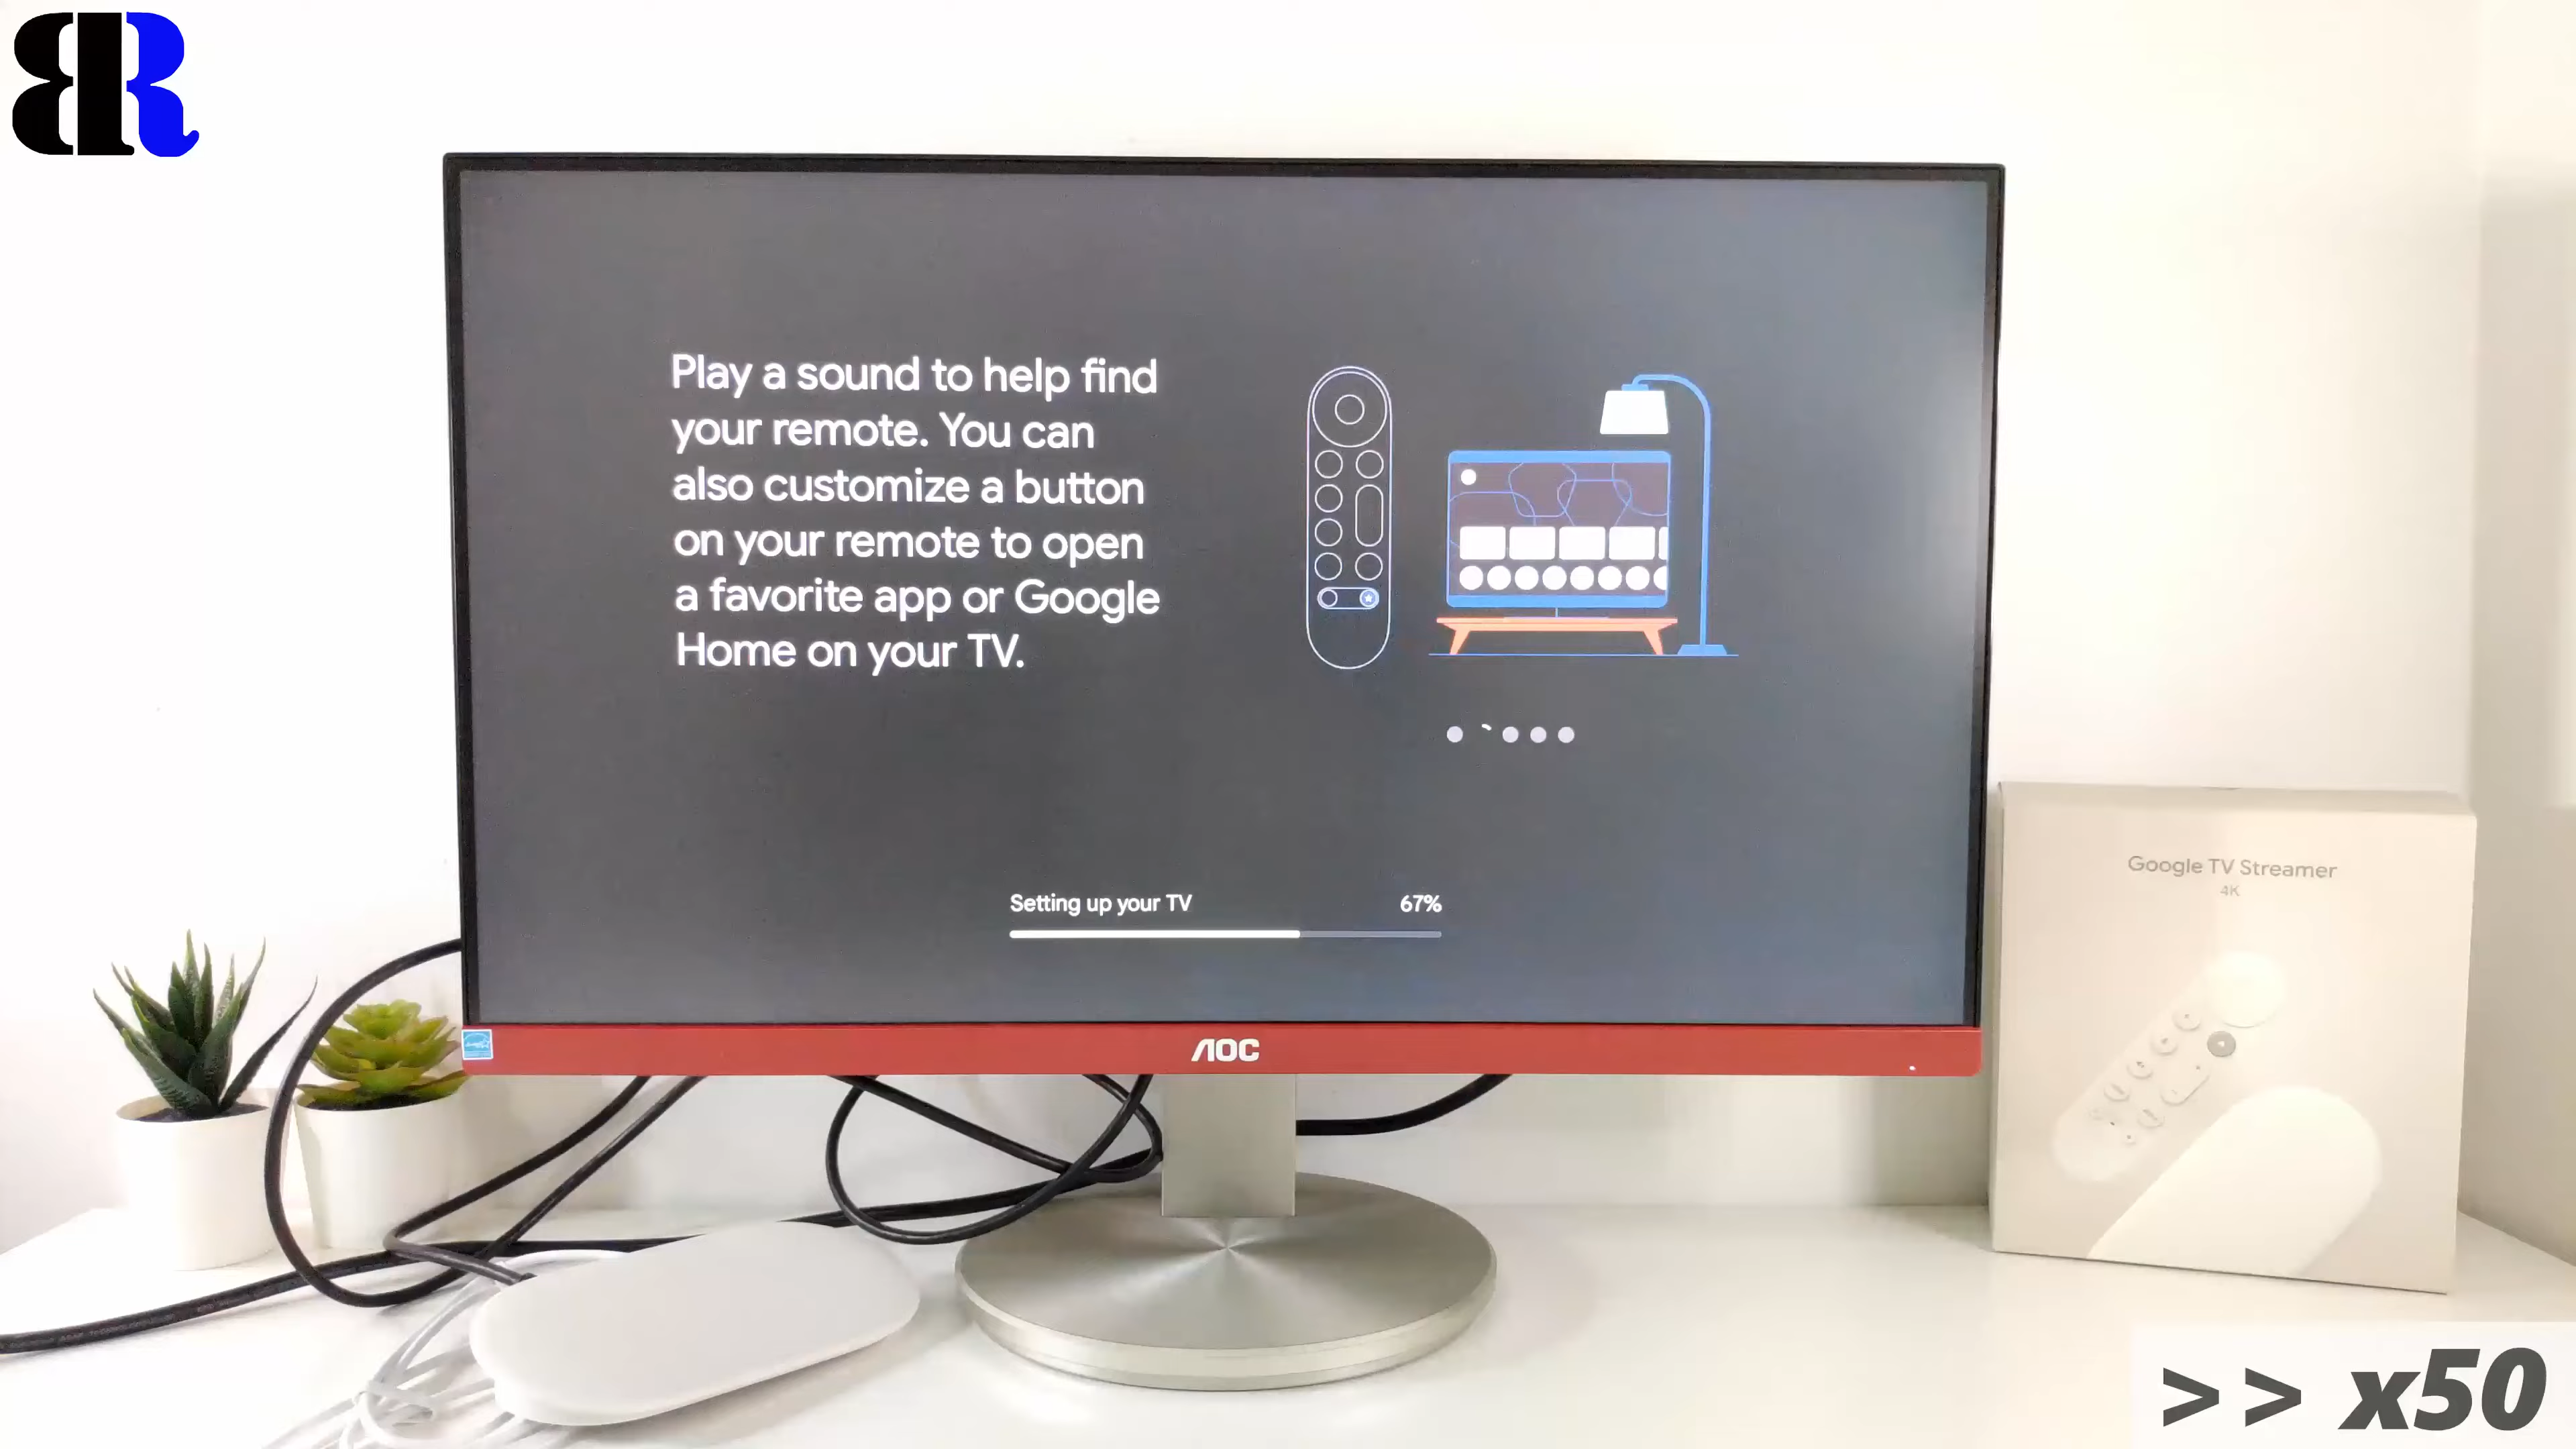 BR
Play a sound to help find
your remote. You can
also customize a button
on your remote to open
a favorite app or Google
Home on your TV.
Setting up your TV 67%
AOC
Google TV Streamer
4K
>> x50